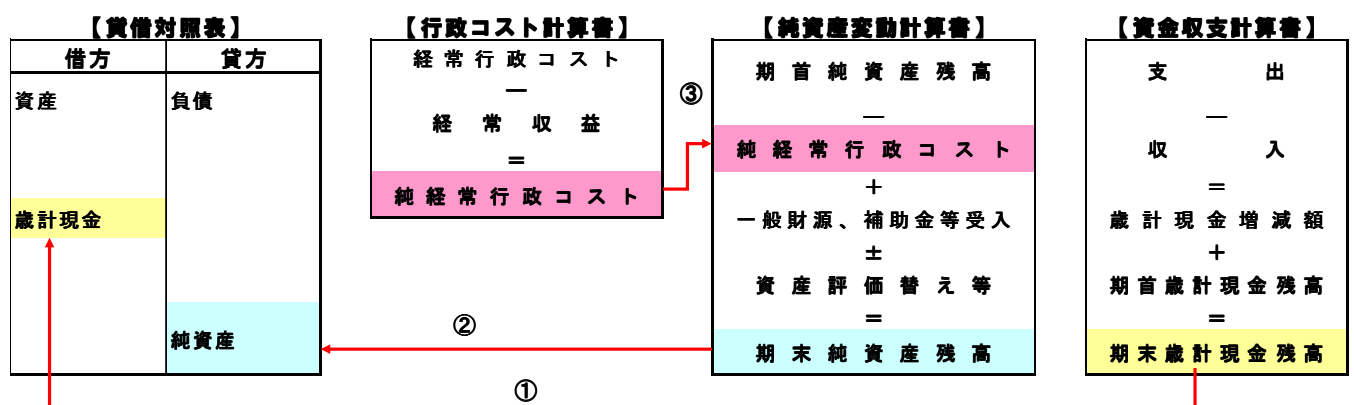 【貸借対照表】
借方 貸方
資産 負債
歳計現金
純資産
【行政コスト計算書】
経常行政コスト
―
経常収益
＝
純経常行政コスト
③
【純資産変動計算書】
期首純資産残高
―
純経常行政コスト
＋
一般財源、補助金等受入
±
資産評価替え等
＝
期末純資産残高
【資金収支計算書】
支出
―
収入
＝
歳計現金増減額
＋
期首歳計現金残高
＝
期末歳計現金残高
②
①